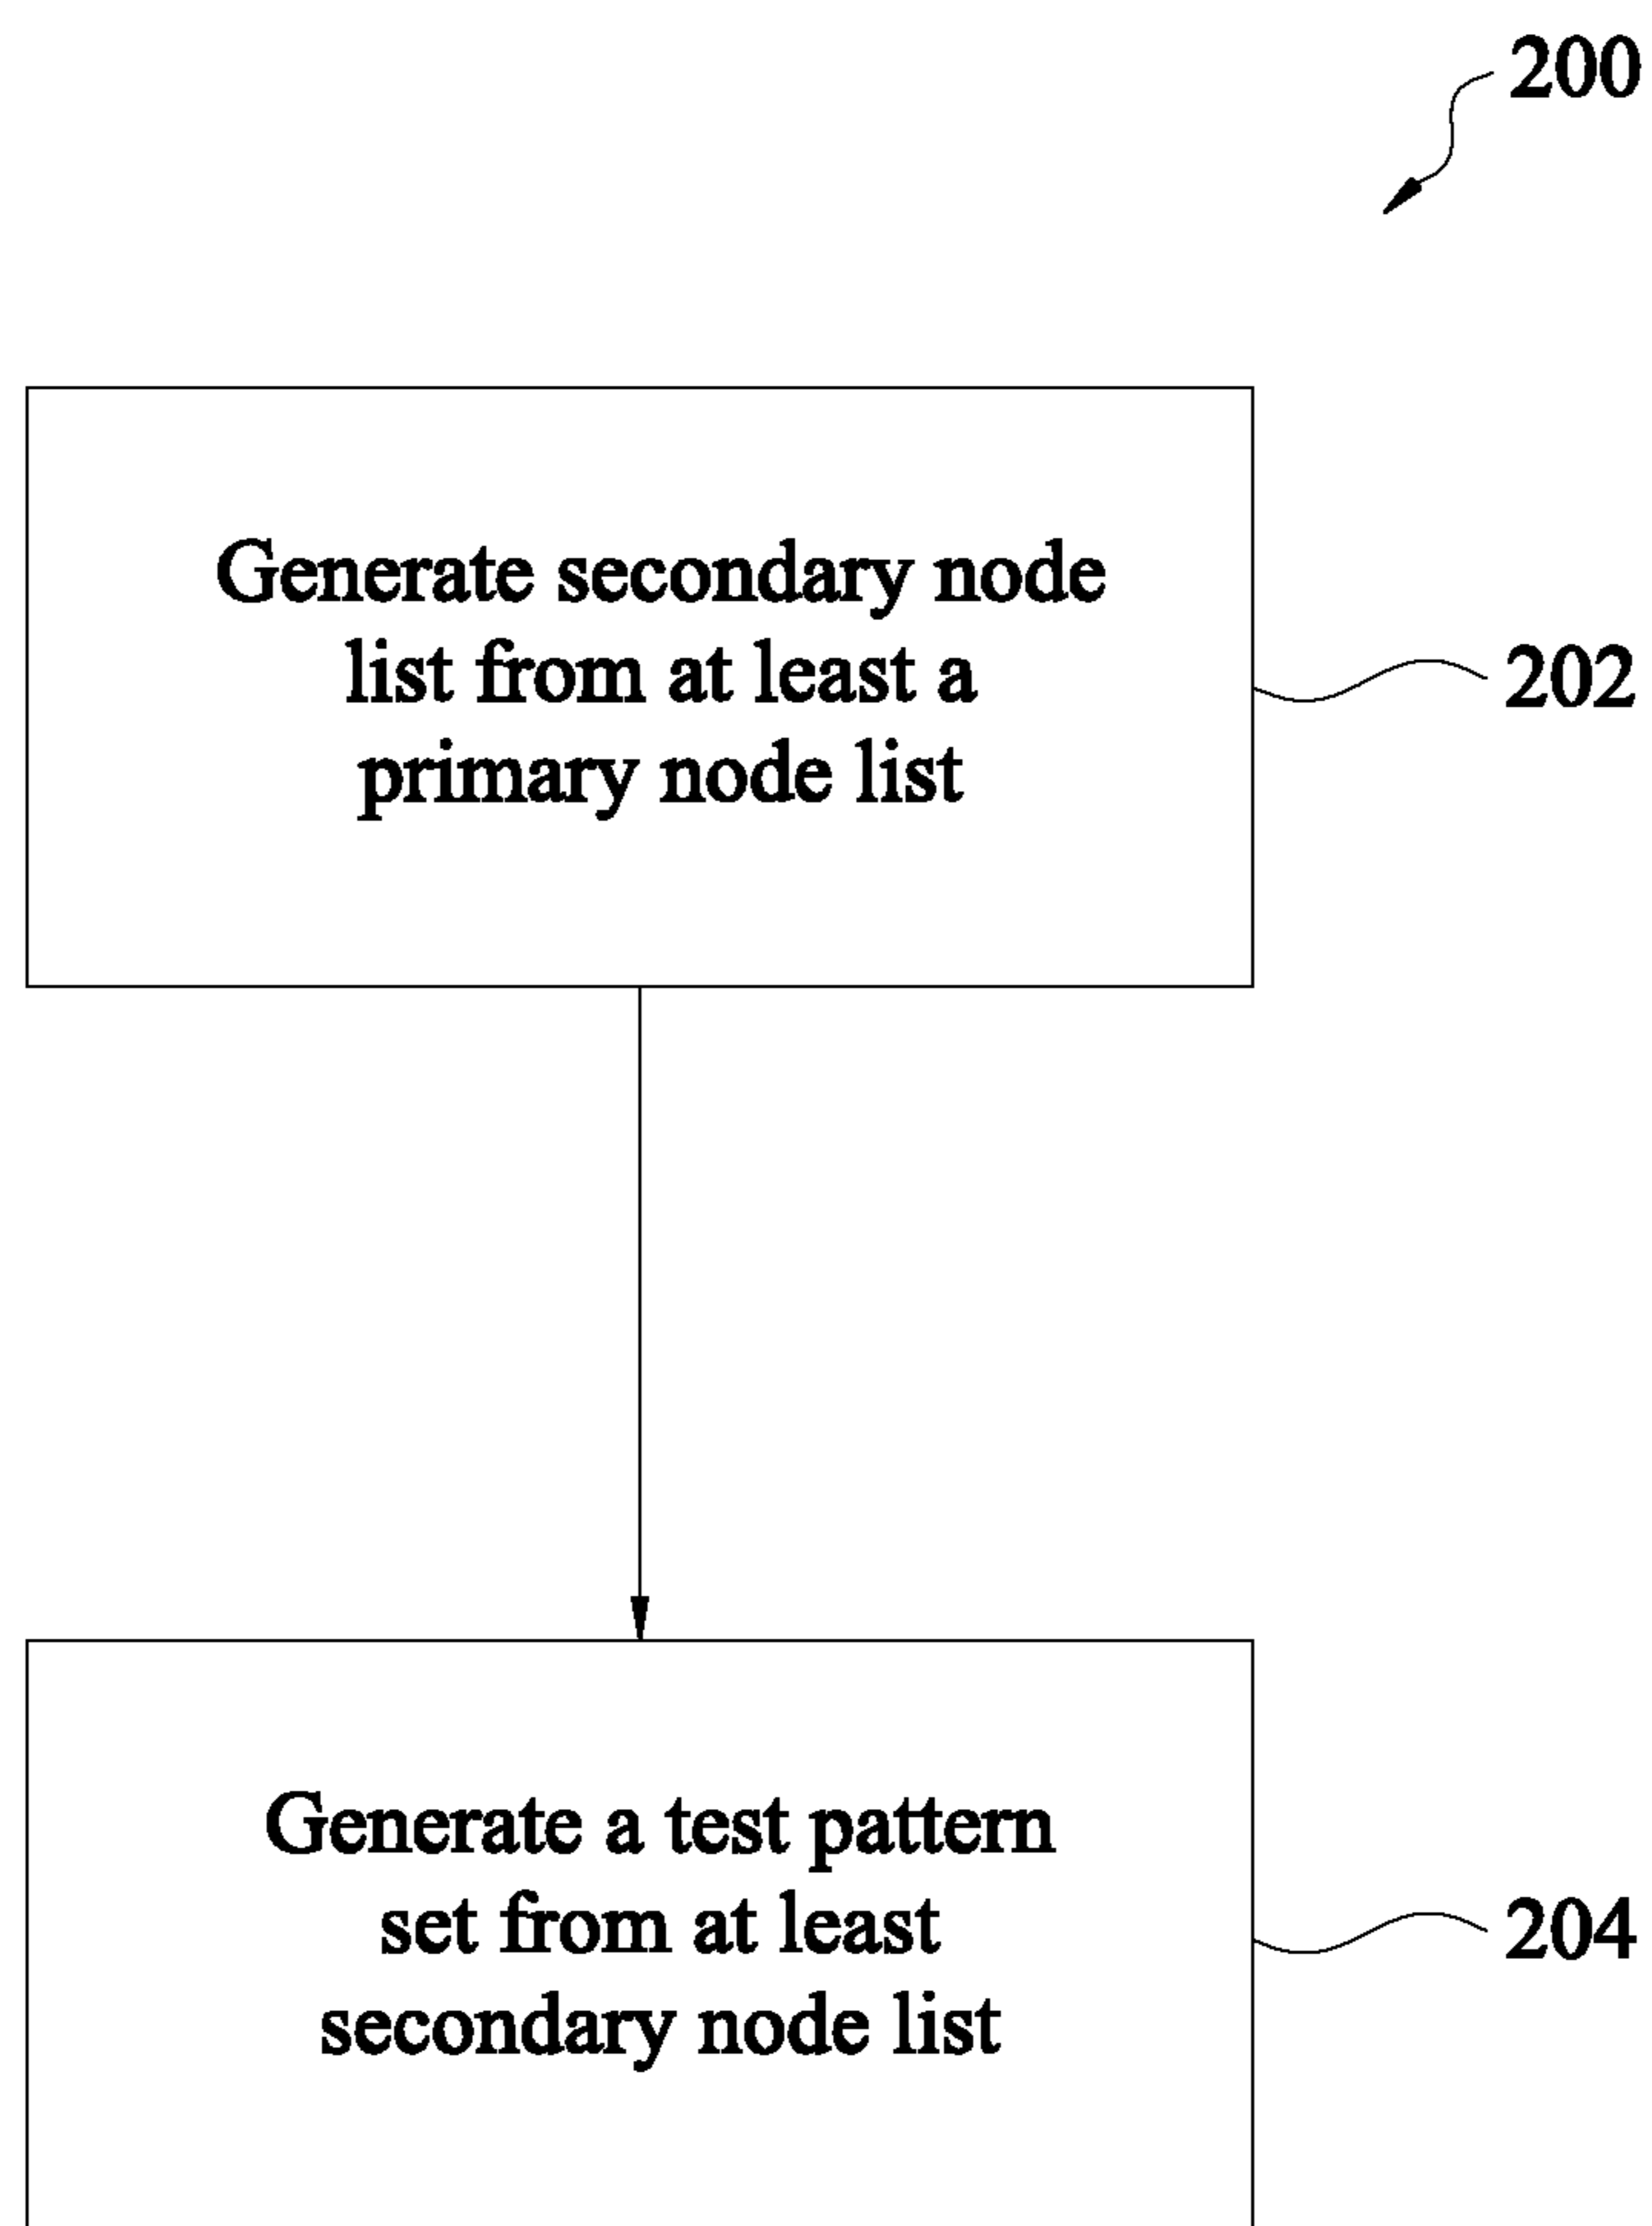 200
Generate secondary node
list from at least a
primary node list
202
Generate a test pattern
set from at least
secondary node list
204